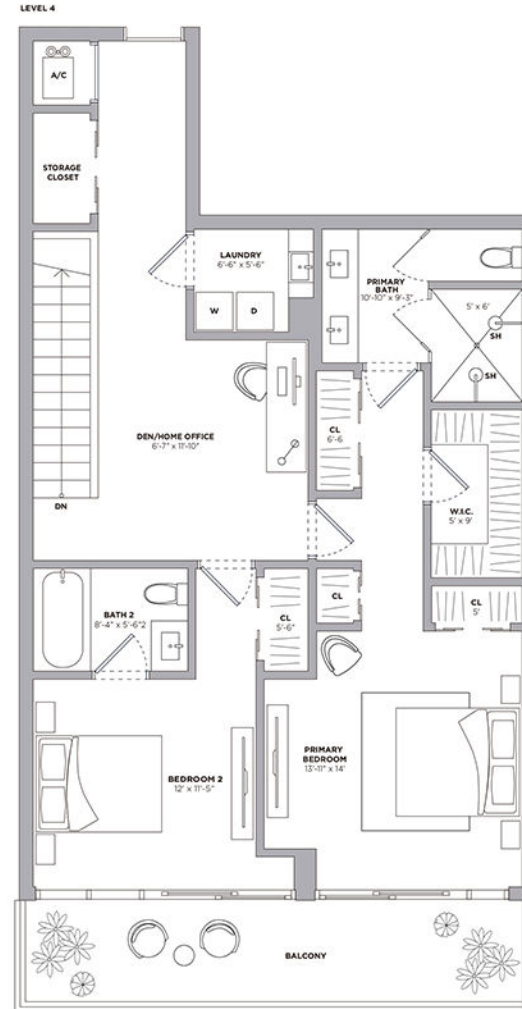 LEVEL 4
A/C
STORAGE
CLOSET
LAUNDRY
6'-6" x 5'-6"
W
D
PRIMARY
BATH
10'-10" x 9'-3"
5' x 6'
SH
SH
DEN/HOME OFFICE
6'-7" x 11'-10"
CL
6'-6
DN
W.I.C.
5' x 9'
BATH 2
8'-4" x 5'-6"2
CL
5'-6"
CL
CL
5'
BEDROOM 2
12' x 11'-5"
PRIMARY
BEDROOM
13'-11" x 14'
BALCONY